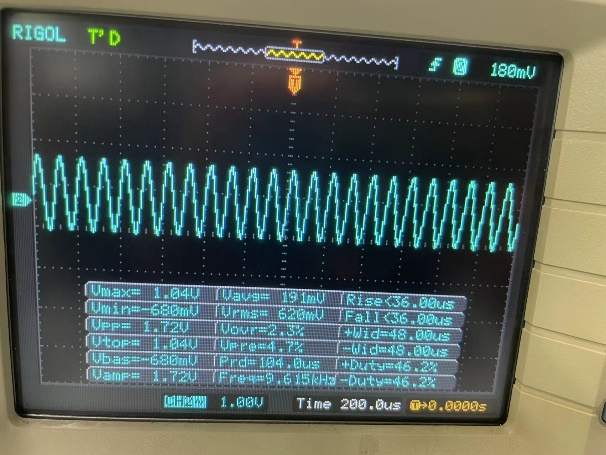 RIGOL T'D 180mV
Vmax= 1.04V Vavg= 191mV Rise<36.00us
Vmin=-680mV Vrms= 620mV Fall<36.00us
Vpp= 1.72V Vovr=2.3% +Wid=48.00us
Vtop= 1.04V Vpre=4.7% -Wid=48.00us
Vbas=-680mV Prd=104.0us +Duty=46.2%
Vamp= 1.72V Freq=9.615kHz -Duty=46.2%
1.00V Time 200.0us T→0.0000s